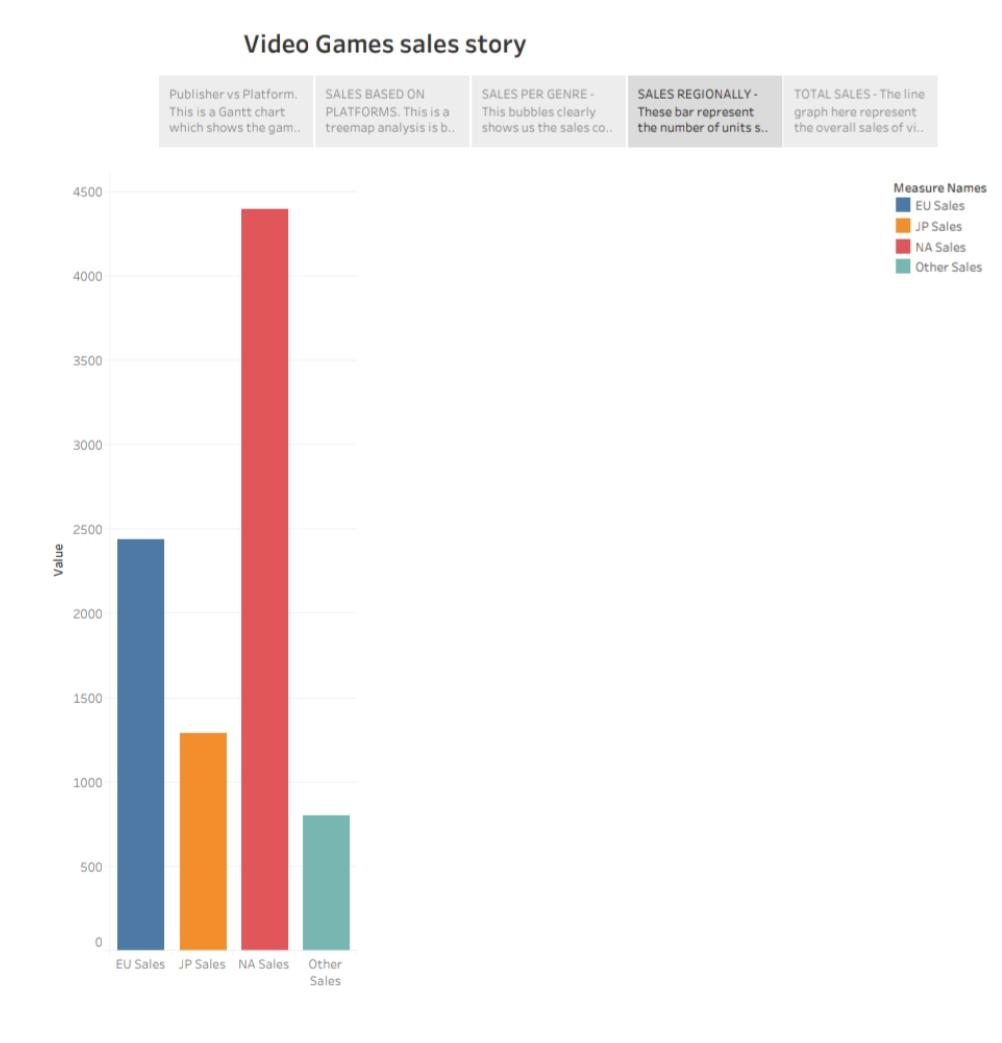 Video Games sales story
Publisher vs Platform.
This is a Gantt chart
which shows the gam..
SALES BASED ON
PLATFORMS. This is a
treemap analysis is b..
SALES PER GENRE -
This bubbles clearly
shows us the sales co..
SALES REGIONALLY -
These bar represent
the number of units s..
TOTAL SALES - The line
graph here represent
the overall sales of vi..
Measure Names
EU Sales
JP Sales
NA Sales
Other Sales
Value
4500
4000
3500
3000
2500
2000
1500
1000
500
0
EU Sales
JP Sales
NA Sales
Other
Sales